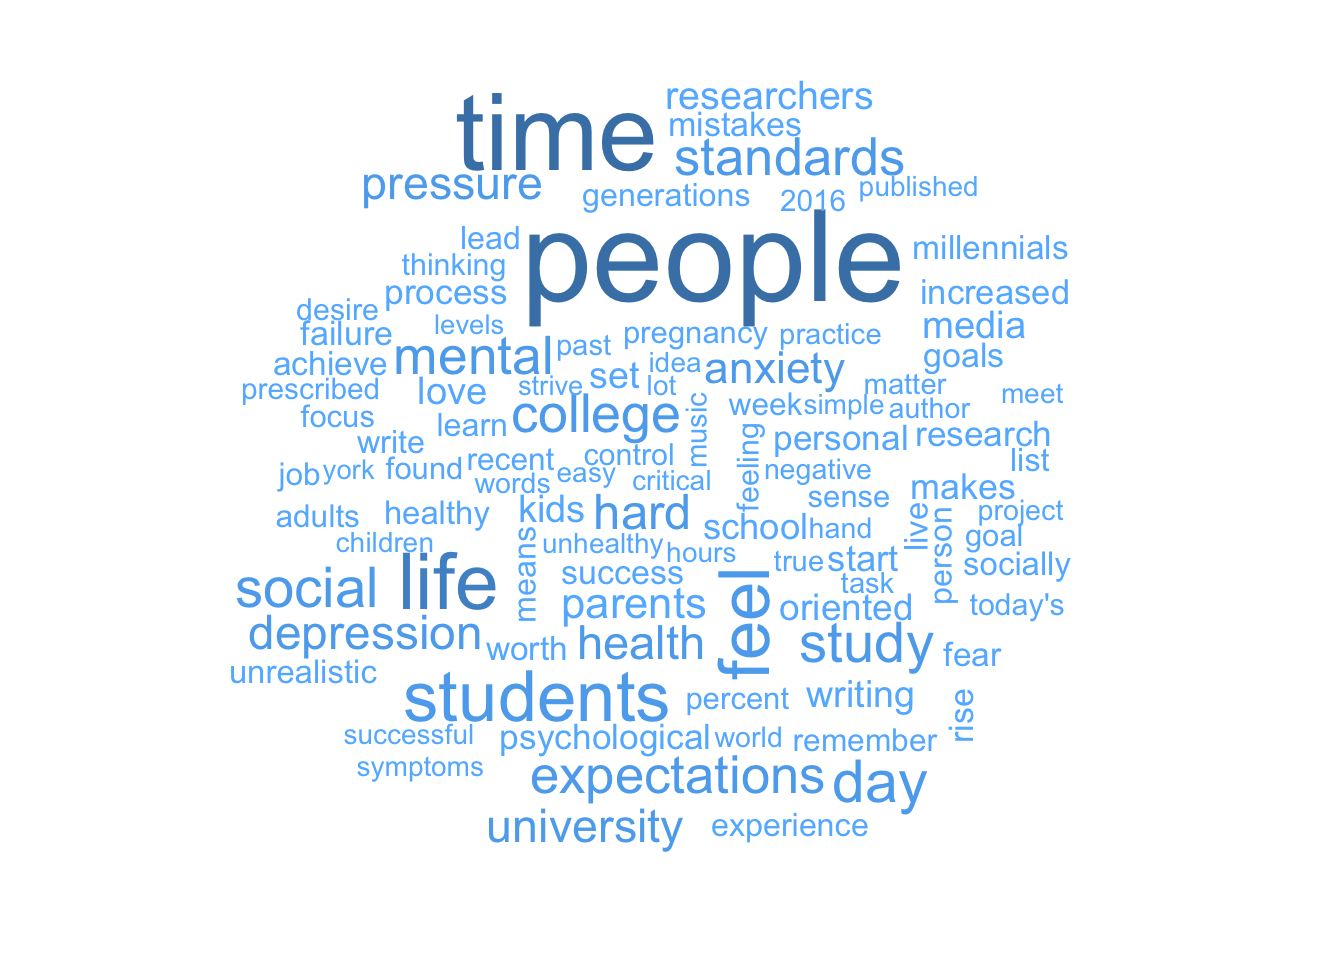 time
researchers
mistakes
standards
pressure
generations
2016
published
people
lead
millennials
thinking
process
increased
desire
failure
levels
pregnancy
practice
media
achieve
mental
past
idea
anxiety
goals
prescribed
love
strive
set
lot
matter
meet
focus
learn
college
music
week
simple
author
write
personal
research
job
york
found
recent
control
feeling
negative
list
words
easy
critical
sense
makes
adults
healthy
kids
hard
school
hand
live
person
project
goal
children
means
unhealthy
hours
true
start
socially
social
life
success
feel
task
parents
oriented
today's
depression
worth
health
study
fear
unrealistic
students
percent
writing
rise
successful
psychological
world
remember
symptoms
expectations
day
university
experience